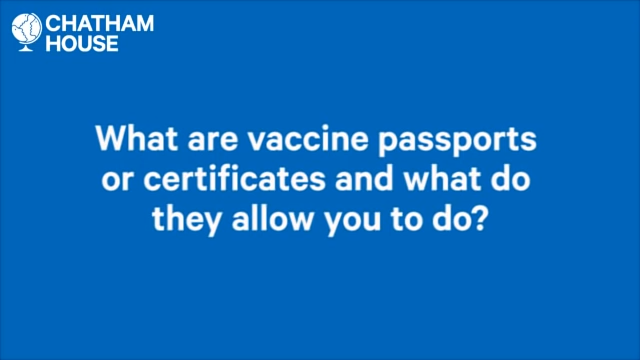 CHATHAM
HOUSE
What are vaccine passports
or certificates and what do
they allow you to do?